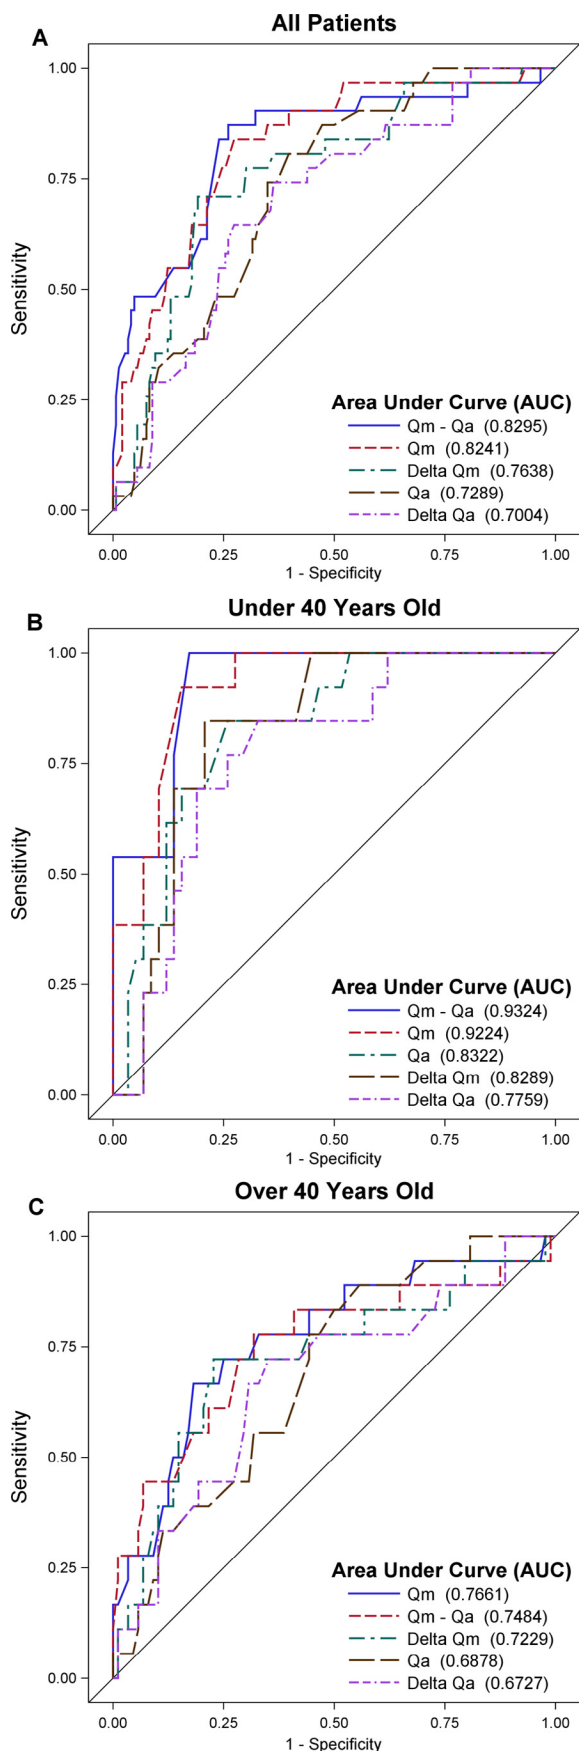 All Patients
A
1.00
0.75
0.50
0.25
0.00
Sensitivity
Area Under Curve (AUC)
Qm - Qa (0.8295)
Qm (0.8241)
Delta Qm (0.7638)
Qa (0.7289)
Delta Qa (0.7004)
0.00 0.25 0.50 0.75 1.00
1 - Specificity
Under 40 Years Old
B
1.00
0.75
0.50
0.25
0.00
Sensitivity
Area Under Curve (AUC)
Qm - Qa (0.9324)
Qm (0.9224)
Qa (0.8322)
Delta Qm (0.8289)
Delta Qa (0.7759)
0.00 0.25 0.50 0.75 1.00
1 - Specificity
Over 40 Years Old
C
1.00
0.75
0.50
0.25
0.00
Sensitivity
Area Under Curve (AUC)
Qm (0.7661)
Qm - Qa (0.7484)
Delta Qm (0.7229)
Qa (0.6878)
Delta Qa (0.6727)
0.00 0.25 0.50 0.75 1.00
1 - Specificity